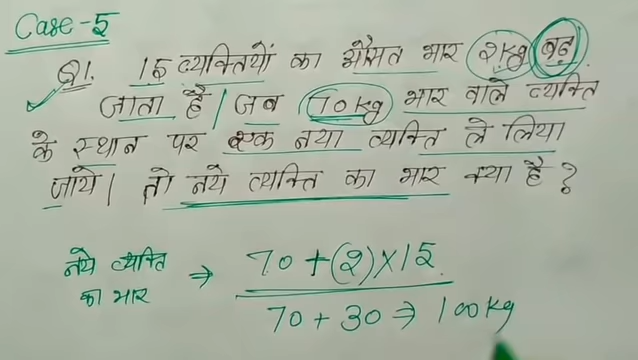 Case-5
Q1. 15 व्यक्तियों का औसत भार 2kg बढ़
जाता है। जब 70kg भार वाले व्यक्ति
के स्थान पर एक नया व्यक्ति ले लिया
जाये। तो नये व्यक्ति का भार क्या है?
नये व्यक्ति का भार ⇒ 70+(2)×15
70+30⇒100kg